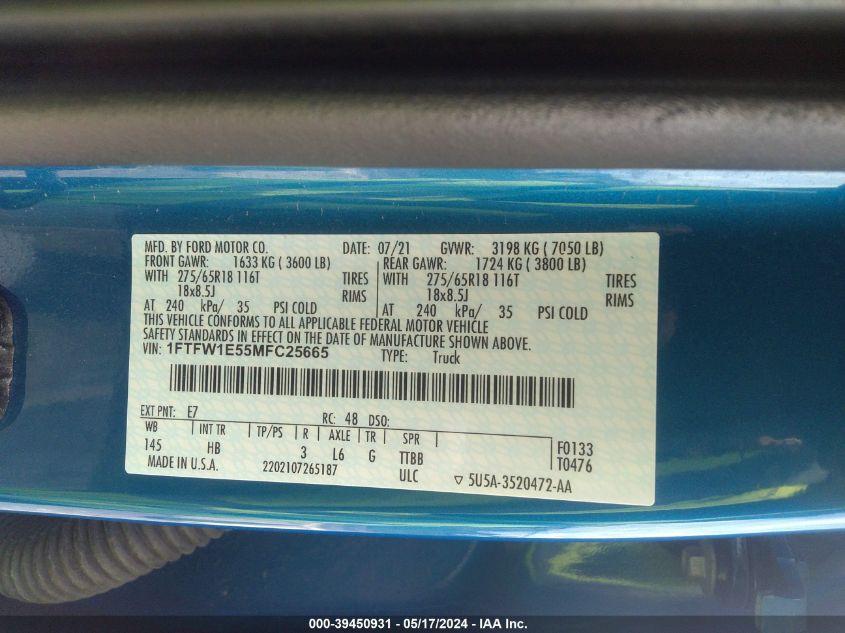 MFD. BY FORD MOTOR CO. DATE: 07/21 GVWR: 3198 KG ( 7050 LB)
FRONT GAWR: 1633 KG ( 3600 LB) REAR GAWR: 1724 KG ( 3800 LB)
WITH 275/65R18 116T TIRES WITH 275/65R18 116T TIRES
18x8.5J RIMS 18x8.5J RIMS
AT 240 kPa/ 35 PSI COLD AT 240 kPa/ 35 PSI COLD
THIS VEHICLE CONFORMS TO ALL APPLICABLE FEDERAL MOTOR VEHICLE
SAFETY STANDARDS IN EFFECT ON THE DATE OF MANUFACTURE SHOWN ABOVE.
VIN: 1FTFW1E55MFC25665 TYPE: Truck
EXT PNT: E7 RC: 48 DSO:
WB INT TR TP/PS R AXLE TR SPR F0133
145 HB 3 L6 G TTBB T0476
MADE IN U.S.A. 2202107265187 ULC ▽ 5U5A-3520472-AA
000-39450931 - 05/17/2024 - IAA Inc.